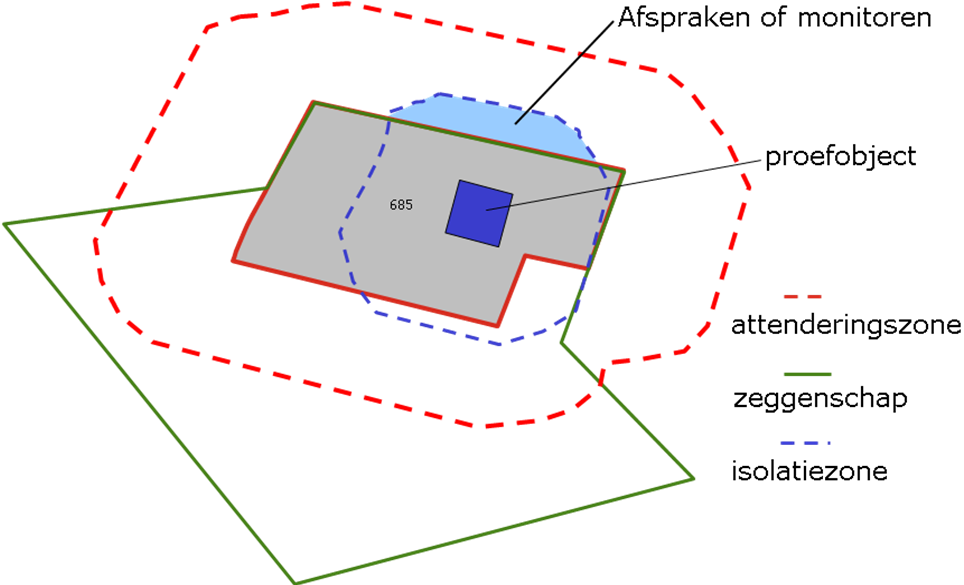 Afspraken of monitoren
proefobject
685
attenderingszone
zeggenschap
isolatiezone